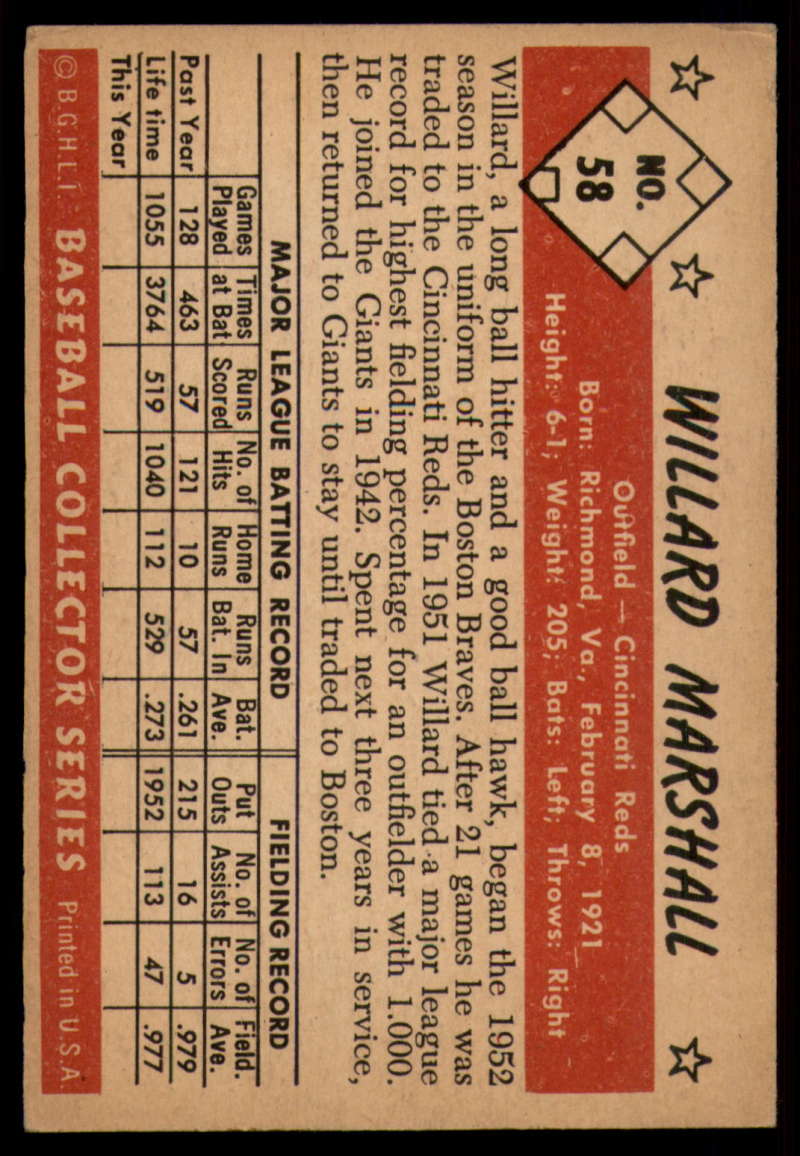 NO.
58
WILLARD MARSHALL
Outfield — Cincinnati Reds
Born: Richmond, Va., February 8, 1921
Height: 6-1; Weight: 205; Bats: Left; Throws: Right
Willard, a long ball hitter and a good ball hawk, began the 1952
season in the uniform of the Boston Braves. After 21 games he was
traded to the Cincinnati Reds. In 1951 Willard tied a major league
record for highest fielding percentage for an outfielder with 1.000.
He joined the Giants in 1942. Spent next three years in service,
then returned to Giants to stay until traded to Boston.
MAJOR LEAGUE BATTING RECORD FIELDING RECORD
Games Times Runs No. of Home Runs Bat. Put No. of No. of Field.
Played at Bat Scored Hits Runs Bat. In Ave. Outs Assists Errors Ave.
Past Year 128 463 57 121 10 57 .261 215 16 5 .979
Life time 1055 3764 519 1040 112 529 .273 1952 113 47 .977
This Year
© B.G.H.L.I. BASEBALL COLLECTOR SERIES Printed in U.S.A.